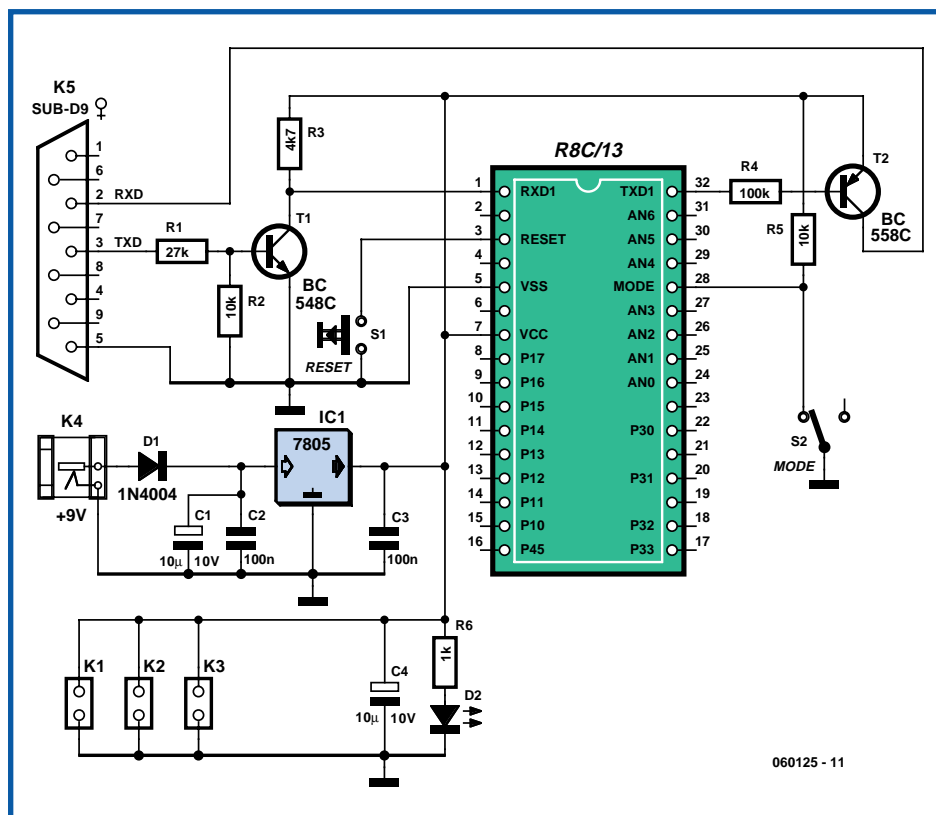 K5
SUB-D9
1
6
2 RXD
7
3 TXD
8
4
9
5
R1
27k
R2
10k
R3
4k7
T1
BC
548C
S1
RESET
R8C/13
1 RXD1
2
3 RESET
4
5 VSS
6
7 VCC
8 P17
9 P16
10 P15
11 P14
12 P13
13 P12
14 P11
15 P10
16 P45
TXD1 32
AN6 31
AN5 30
AN4 29
MODE 28
AN3 27
AN2 26
AN1 25
AN0 24
23
P30 22
21
P31 20
19
P32 18
P33 17
R4
100k
R5
10k
T2
BC
558C
S2
MODE
K4
+9V
D1
1N4004
C1
10µ 10V
C2
100n
IC1
7805
C3
100n
K1
K2
K3
C4
10µ 10V
R6
1k
D2
060125 - 11